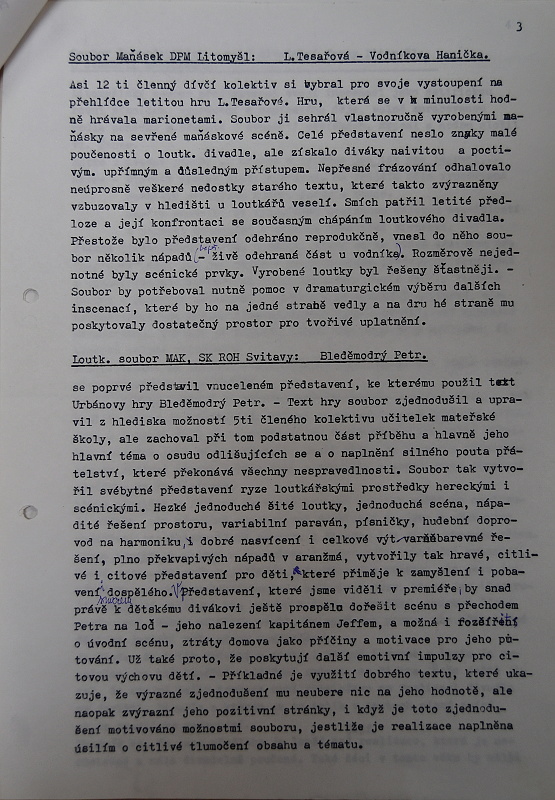 3
Soubor Maňásek DPM Litomyšl: L.Tesařová - Vodníkova Hanička.
Asi 12 ti členný dívčí kolektiv si vybral pro svoje vystoupení na
přehlídce letitou hru L.Tesařové. Hru, která se v minulosti hod-
ně hrávala marionetami. Soubor ji sehrál vlastnoručně vyrobenými ma-
ňásky na sevřené maňáskové scéně. Celé představení neslo znaky malé
poučenosti o loutk. divadle, ale získalo diváky naivitou a pocti-
vým. upřímným a důsledným přístupem. Nepřesné frázování odhalovalo
neúprosně veškeré nedostky starého textu, které takto zvýrazněny
vzbuzovaly v hledišti u loutkářů veselí. Smích patřil letité před-
loze a její konfrontaci se současným chápáním loutkového divadla.
Přestože bylo představení odehráno reprodukčně, vnesl do něho sou-
bor několik nápadů (- živě odehraná část u vodníka). Rozměrově nejed-
notné byly scénické prvky. Vyrobené loutky byl řešeny šťastněji. -
Soubor by potřeboval nutně pomoc v dramaturgickém výběru dalších
inscenací, které by ho na jedné straně vedly a na dru hé straně mu
poskytovaly dostatečný prostor pro tvořivé uplatnění.
Loutk. soubor MAK, SK ROH Svitavy: Bleděmodrý Petr.
se poprvé představil vnuceleném představení, ke kterému použil text
Urbánovy hry Bleděmodrý Petr. - Text hry soubor zjednodušil a upra-
vil z hlediska možností 5ti členého kolektivu učitelek mateřské
školy, ale zachoval při tom podstatnou část příběhu a hlavně jeho
hlavní téma o osudu odlišujících se a o naplnění silného pouta přá-
telství, které překonává všechny nespravedlnosti. Soubor tak vytvo-
řil svébytné představení ryze loutkářskými prostředky hereckými i
scénickými. Hezké jednoduché šité loutky, jednoduchá scéna, nápa-
dité řešení prostoru, variabilní paraván, písničky, hudební dopro-
vod na harmoniku, i dobré nasvícení i celkové výt. barevné ře-
šení, plno překvapivých nápadů v aranžmá, vytvořily tak hravé, citli-
vé i citové představení pro děti, které přiměje k zamyšlení i poba-
vení dospělého. Představení, které jsme viděli v premiéře, by snad
právě k dětskému divákovi ještě prospělo dořešit scénu s přechodem
Petra na loď - jeho nalezení kapitánem Jeffem, a možná i rozšíření
o úvodní scénu, ztráty domova jako příčiny a motivace pro jeho pu-
tování. Už také proto, že poskytují další emotivní impulzy pro ci-
tovou výchovu dětí. - Příkladné je využití dobrého textu, které uka-
zuje, že výrazné zjednodušení mu neubere nic na jeho hodnotě, ale
naopak zvýrazní jeho pozitivní stránky, i když je toto zjednodu-
šení motivováno možnostmi souboru, jestliže je realizace naplněna
úsilím o citlivé tlumočení obsahu a tématu.